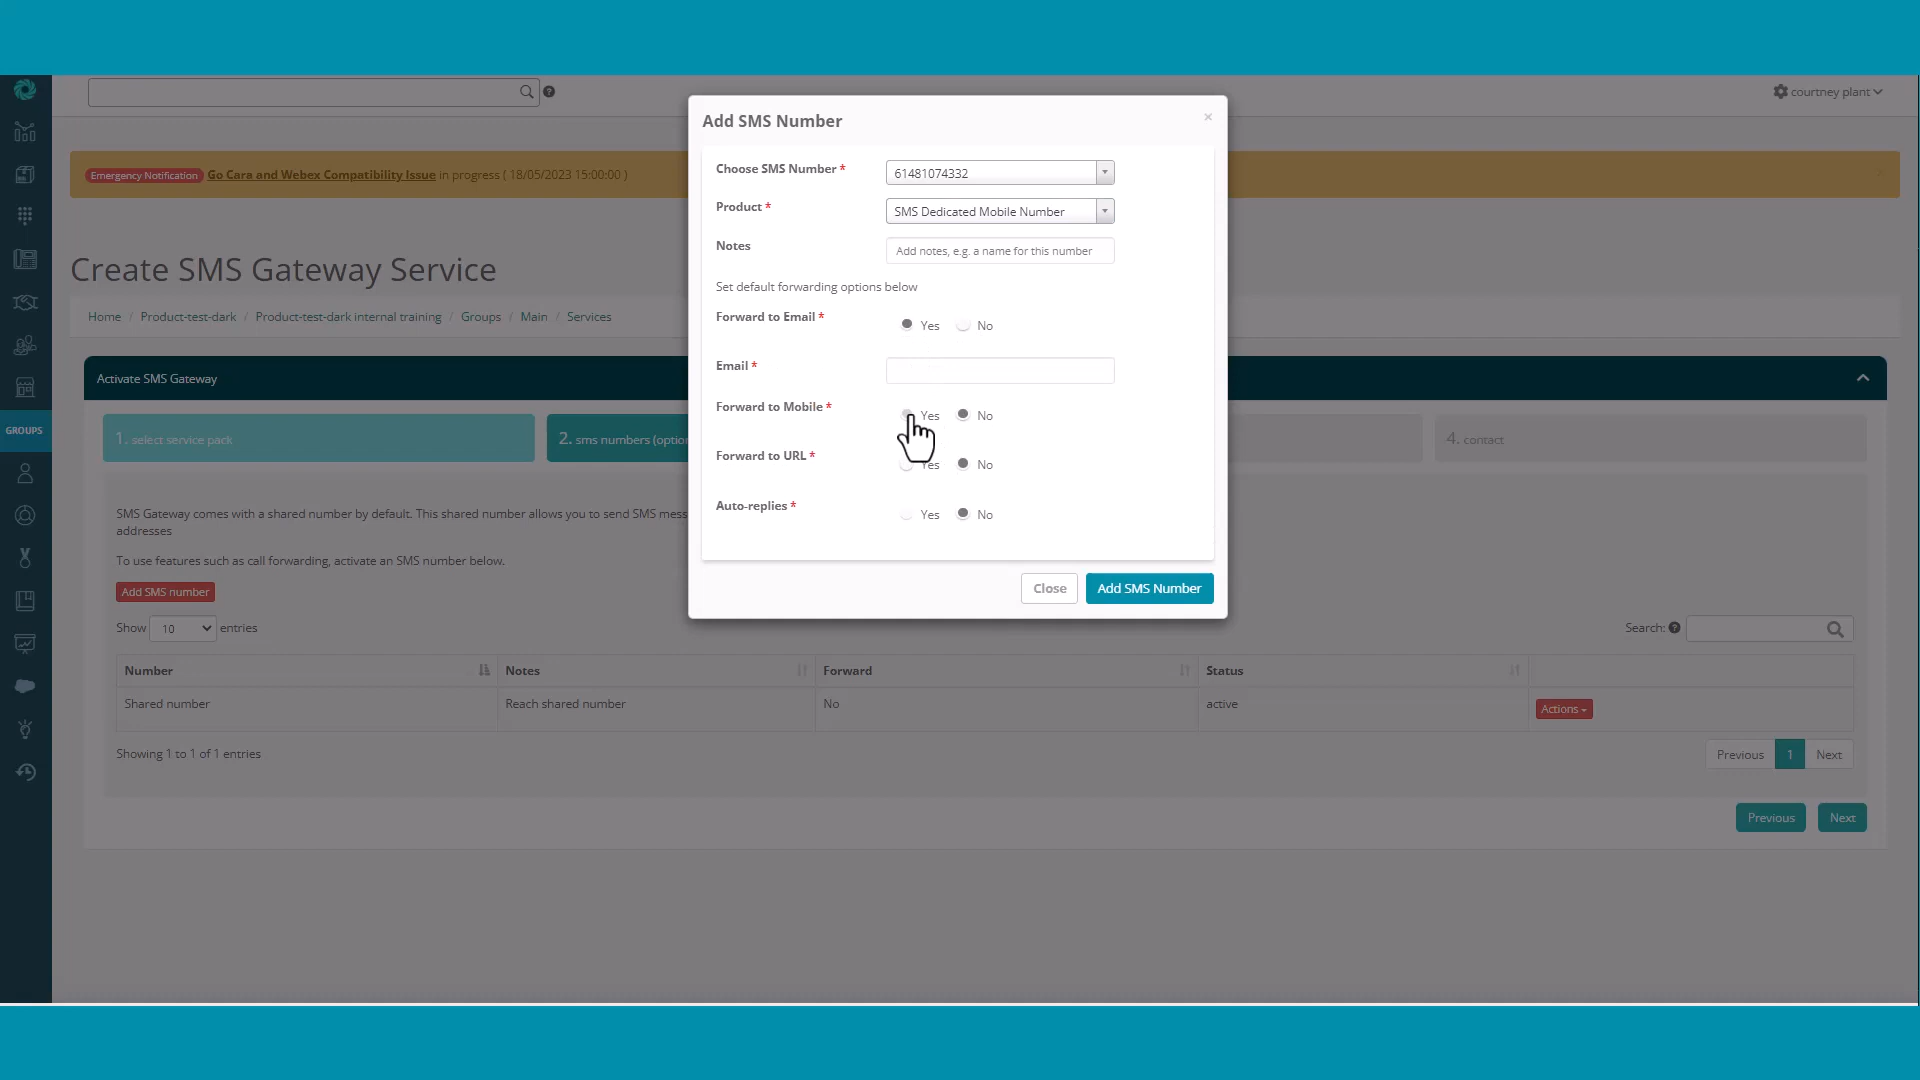 courtney plant
Emergency Notification Go Cara and Webex Compatibility Issue in progress ( 18/05/2023 15:00:00 )
Create SMS Gateway Service
Home / Product-test-dark / Product-test-dark internal training / Groups / Main / Services
GROUPS
Activate SMS Gateway
1. select service pack
2. sms numbers (optio
4. contact
SMS Gateway comes with a shared number by default. This shared number allows you to send SMS mess
addresses
To use features such as call forwarding, activate an SMS number below.
Add SMS number
Show 10 entries
Search:
Number Notes Forward Status
Shared number Reach shared number No active Actions
Showing 1 to 1 of 1 entries
Previous 1 Next
Previous Next
Add SMS Number
×
Choose SMS Number * 61481074332
Product * SMS Dedicated Mobile Number
Notes Add notes, e.g. a name for this number
Set default forwarding options below
Forward to Email * Yes No
Email *
Forward to Mobile * Yes No
Forward to URL * Yes No
Auto-replies * Yes No
Close Add SMS Number